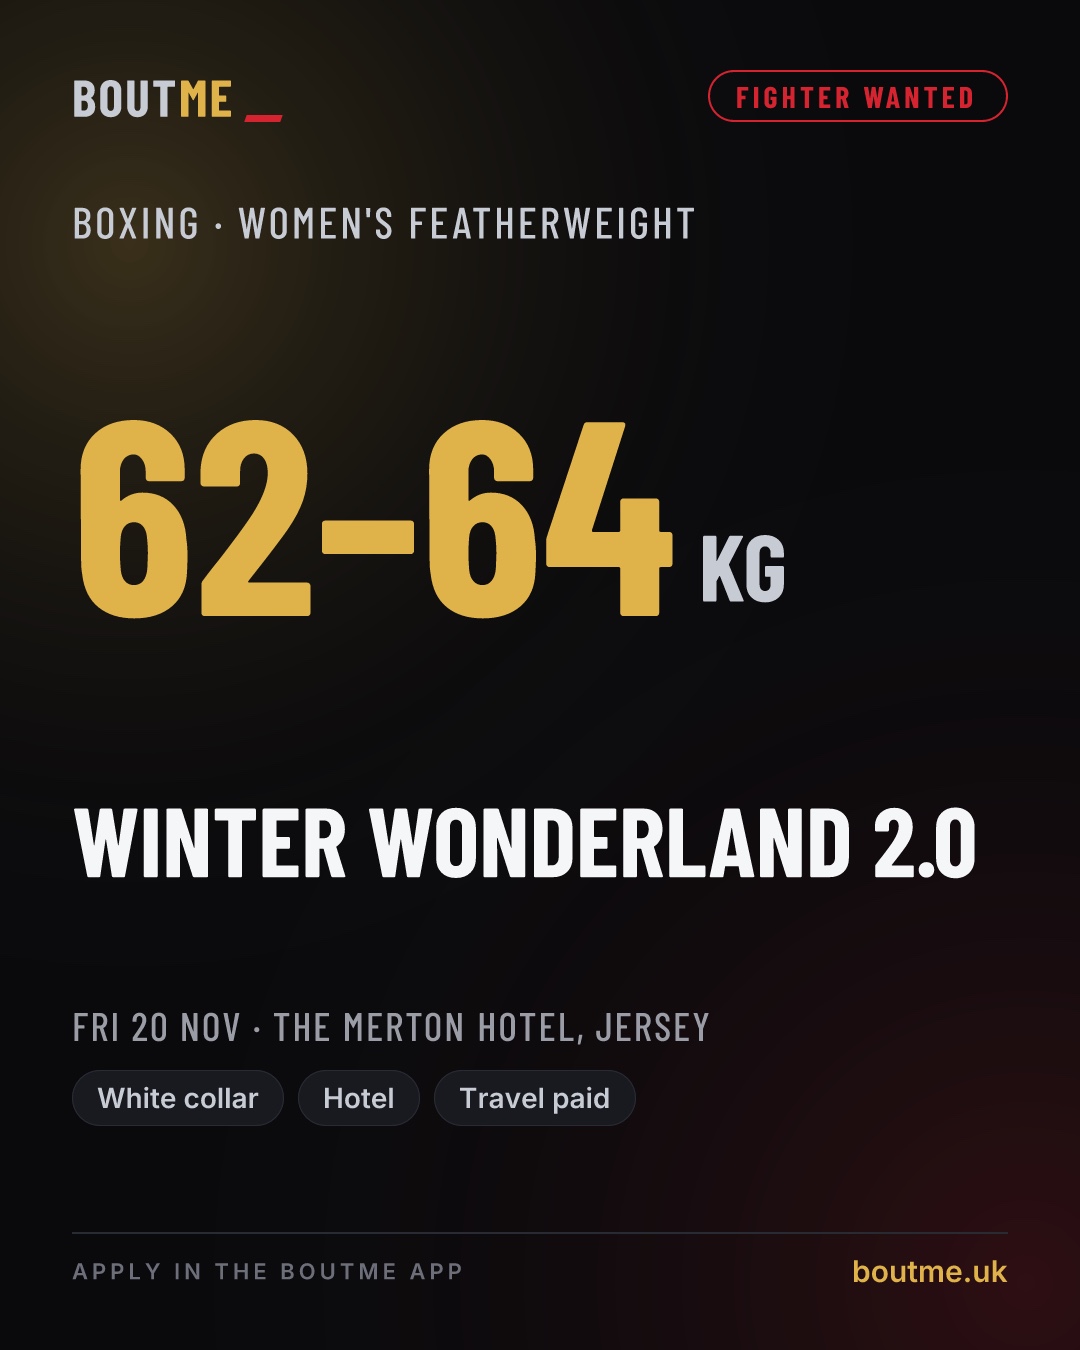 BOUTME
FIGHTER WANTED
BOXING · WOMEN'S FEATHERWEIGHT
62–64 KG
WINTER WONDERLAND 2.0
FRI 20 NOV · THE MERTON HOTEL, JERSEY
White collar Hotel Travel paid
APPLY IN THE BOUTME APP
boutme.uk